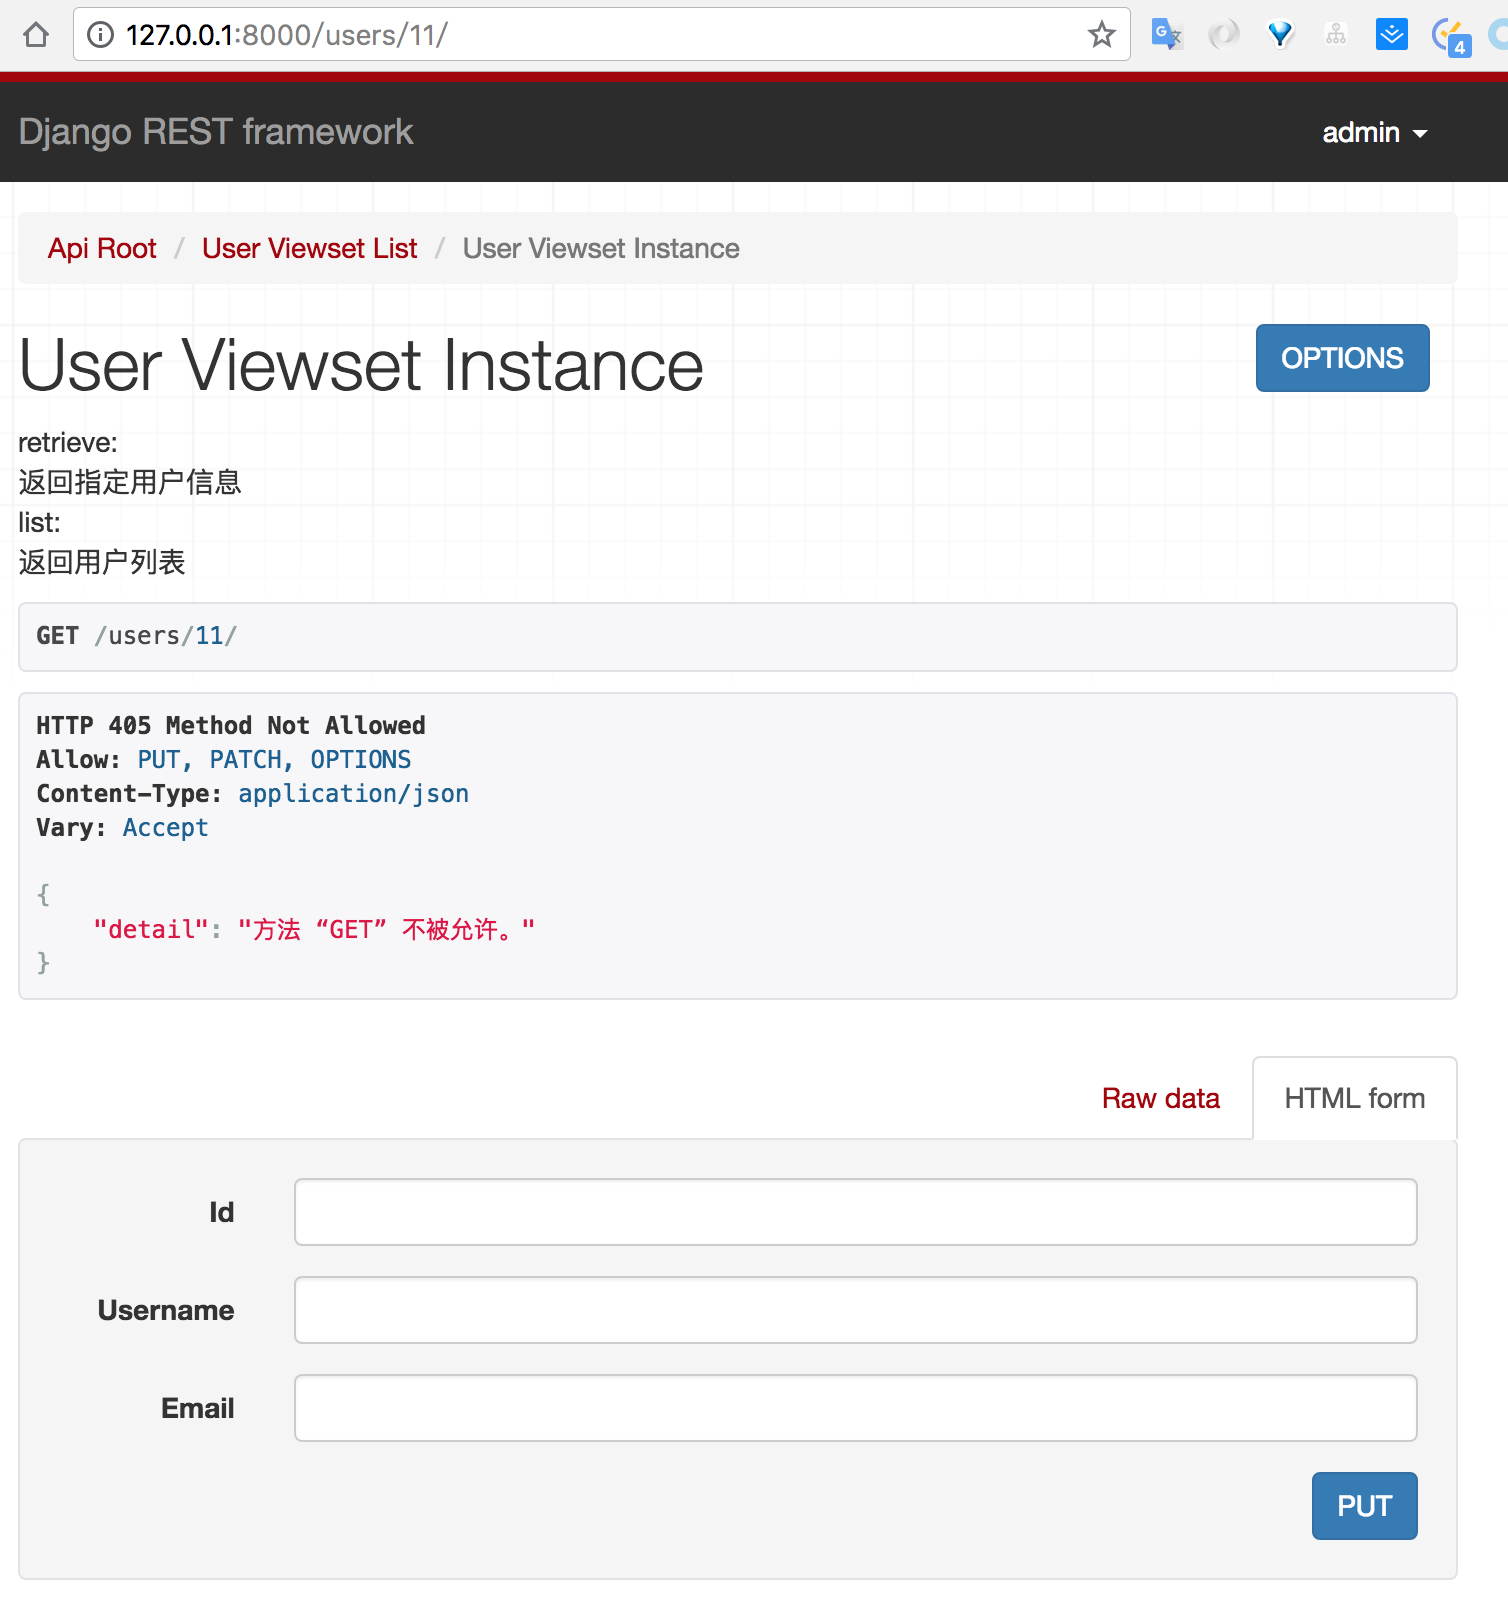 127.0.0.1:8000/users/11/
4
Django REST framework
admin
Api Root / User Viewset List / User Viewset Instance
User Viewset Instance
OPTIONS
retrieve:
返回指定用户信息
list:
返回用户列表
GET /users/11/
HTTP 405 Method Not Allowed
Allow: PUT, PATCH, OPTIONS
Content-Type: application/json
Vary: Accept
{
"detail": "方法 “GET” 不被允许。"
}
Raw data
HTML form
Id
Username
Email
PUT